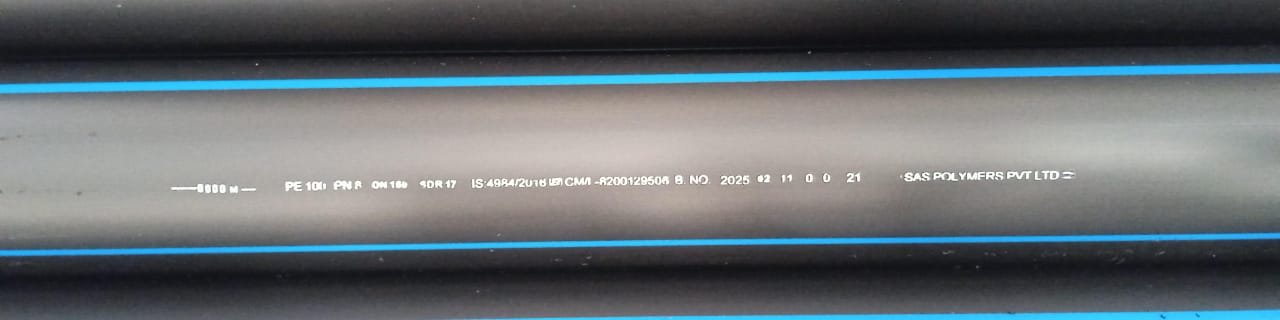 PE 100 PN 8 DN 160 SDR 17 IS:4984/2016 CM/l -8200129506 B. NO. 2025 02 11 0 0 21 SAS POLYMERS PVT LTD